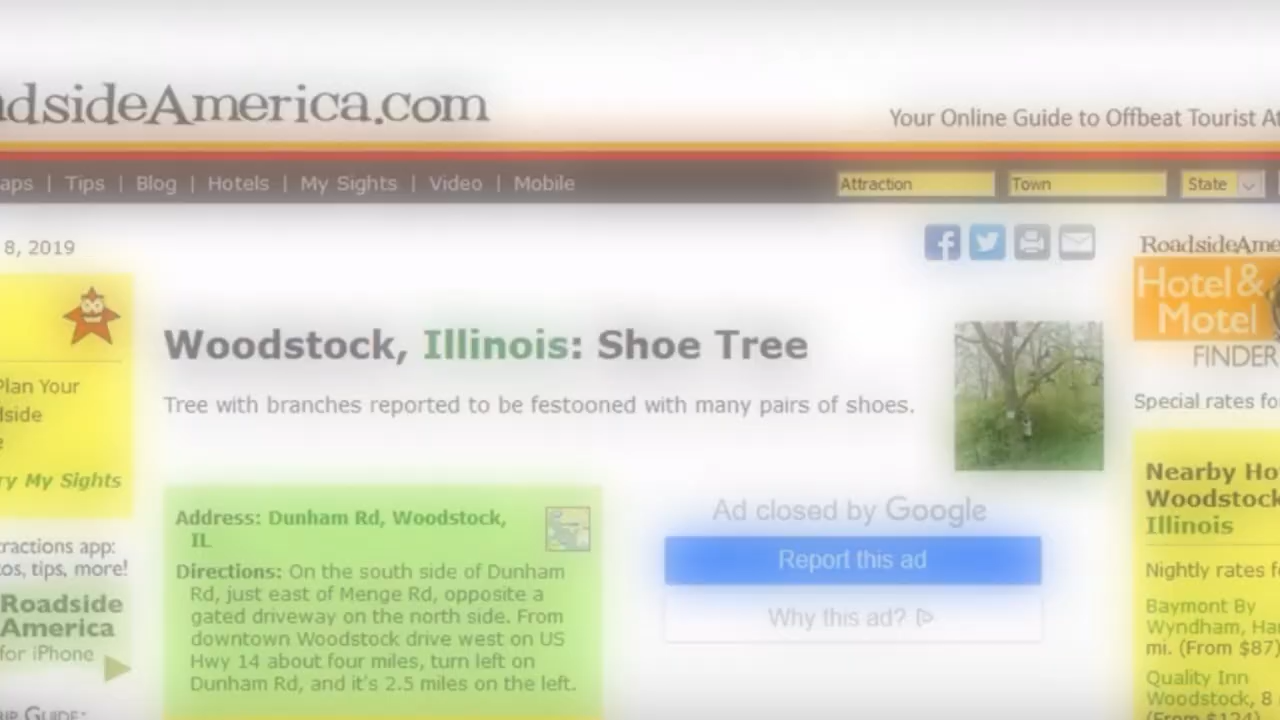 adsideAmerica.com
Your Online Guide to Offbeat Tourist
aps | Tips | Blog | Hotels | My Sights | Video | Mobile
Attraction
Town
State
8, 2019
RoadsideAme
Hotel &
Motel
FINDER
Woodstock, Illinois: Shoe Tree
Tree with branches reported to be festooned with many pairs of shoes.
Plan Your
dside
e
ry My Sights
Special rates fo
Nearby Ho
Woodstock
Illinois
Nightly rates f
Baymont By
Wyndham, Ha
mi. (From $87)
Quality Inn
Woodstock, 8
(From $124)
Address: Dunham Rd, Woodstock,
IL
Directions: On the south side of Dunham
Rd, just east of Menge Rd, opposite a
gated driveway on the north side. From
downtown Woodstock drive west on US
Hwy 14 about four miles, turn left on
Dunham Rd, and it's 2.5 miles on the left.
Ad closed by Google
Report this ad
Why this ad?
tractions app:
os, tips, more!
Roadside
America
for iPhone
GUIDE: